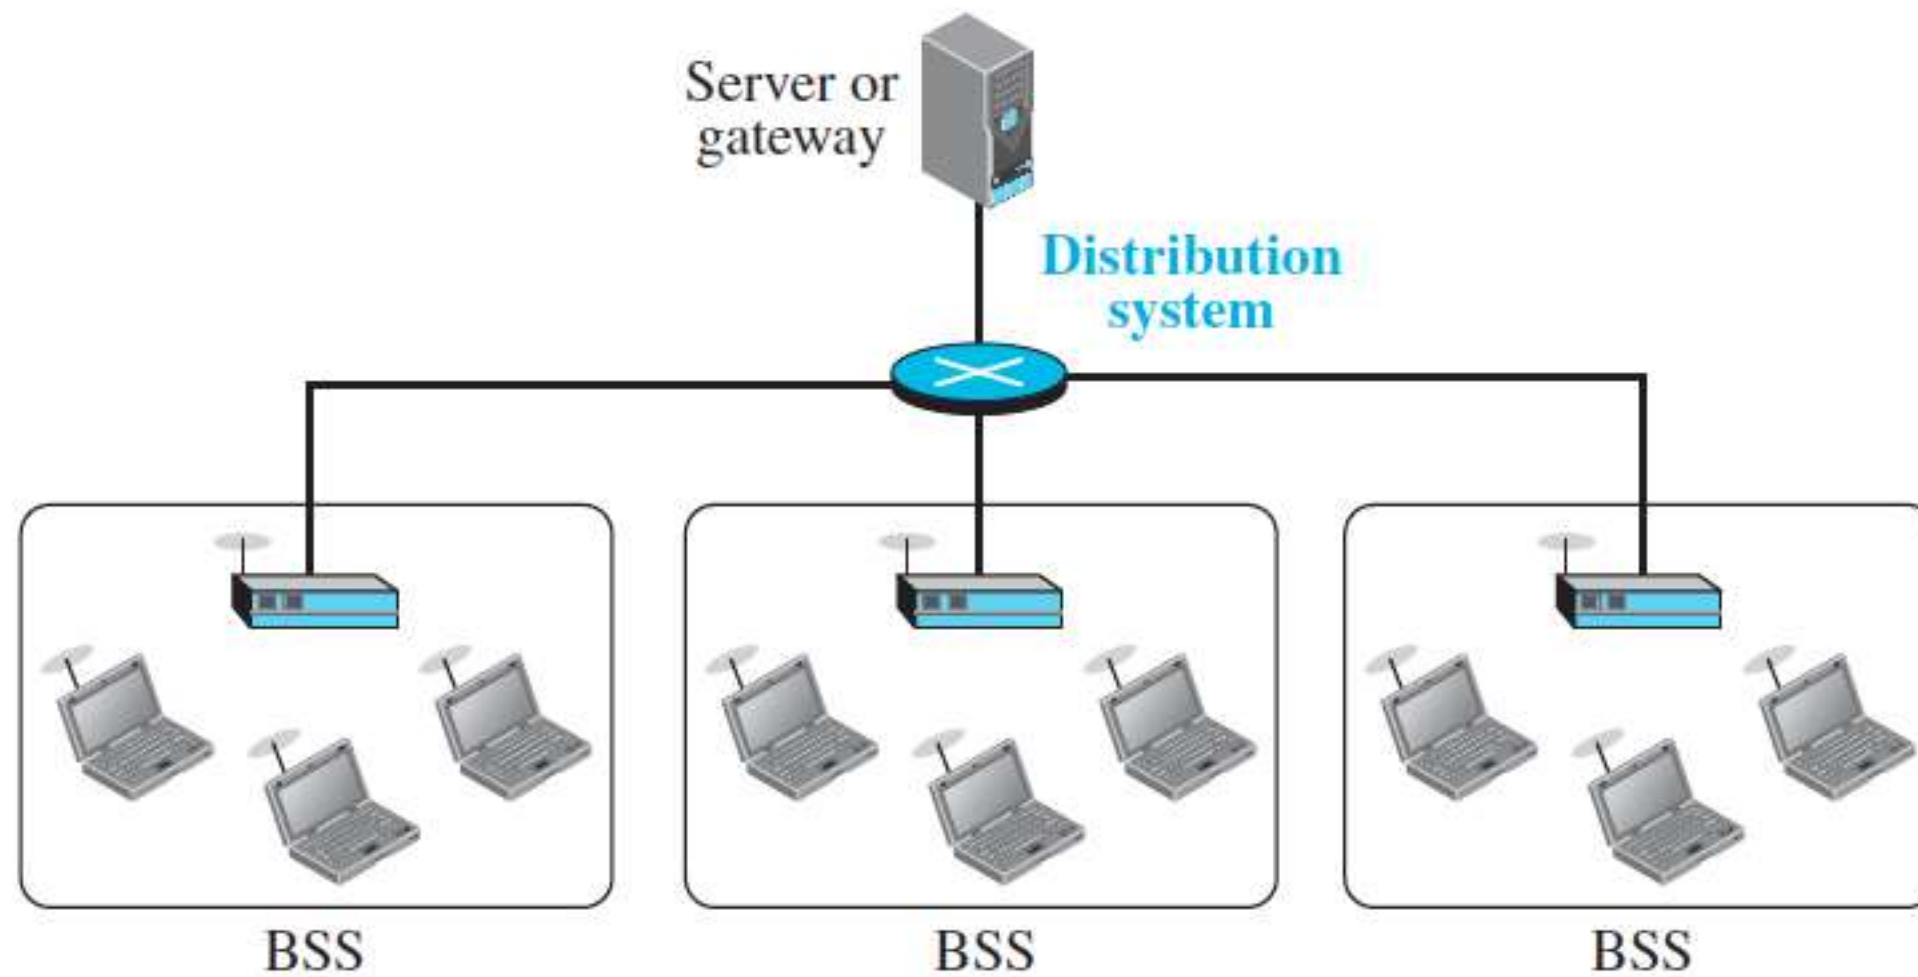 Server or
gateway
Distribution
system
BSS
BSS
BSS